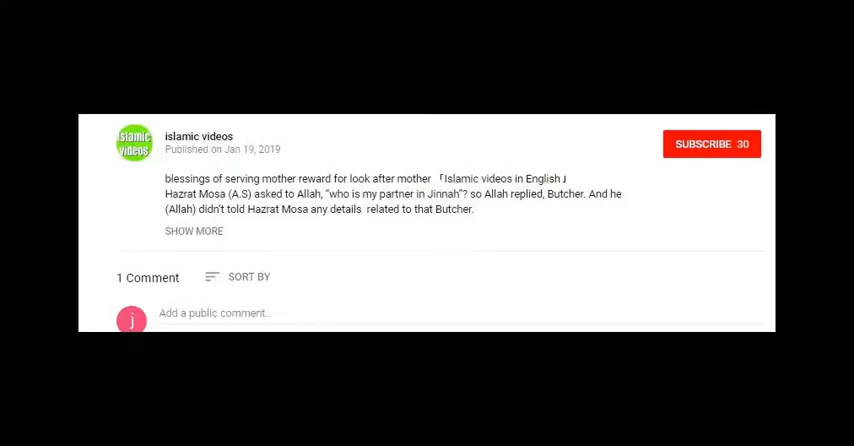 islamic videos
islamic videos
Published on Jan 19, 2019
SUBSCRIBE 30
blessings of serving mother reward for look after mother 「Islamic videos in English」
Hazrat Mosa (A.S) asked to Allah, “who is my partner in Jinnah”? so Allah replied, Butcher. And he
(Allah) didn’t told Hazrat Mosa any details related to that Butcher.
SHOW MORE
1 Comment
SORT BY
j
Add a public comment..